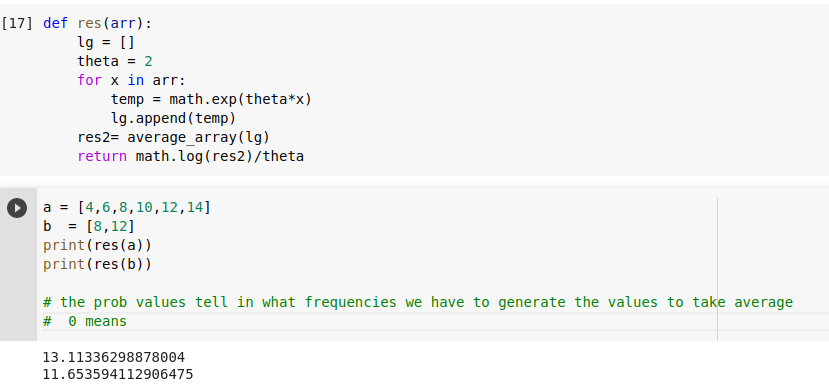 [17] def res(arr):
    lg = []
    theta = 2
    for x in arr:
        temp = math.exp(theta*x)
        lg.append(temp)
    res2= average_array(lg)
    return math.log(res2)/theta
a = [4,6,8,10,12,14]
b  = [8,12]
print(res(a))
print(res(b))
# the prob values tell in what frequencies we have to generate the values to take average
#  0 means
13.11336298878004
11.653594112906475